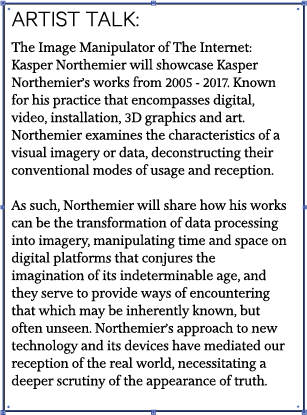 ARTIST TALK:
The Image Manipulator of The Internet:
Kasper Northemier will showcase Kasper
Northemier's works from 2005 - 2017. Known
for his practice that encompasses digital,
video, installation, 3D graphics and art.
Northemier examines the characteristics of a
visual imagery or data, deconstructing their
conventional modes of usage and reception.
As such, Northemier will share how his works
can be the transformation of data processing
into imagery, manipulating time and space on
digital platforms that conjures the
imagination of its indeterminable age, and
they serve to provide ways of encountering
that which may be inherently known, but
often unseen. Northemier's approach to new
technology and its devices have mediated our
reception of the real world, necessitating a
deeper scrutiny of the appearance of truth.